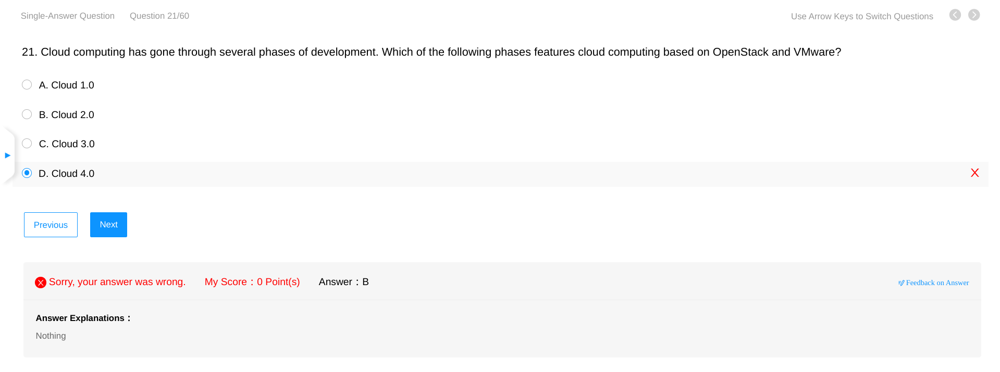 Single-Answer Question Question 21/60 Use Arrow Keys to Switch Questions
21. Cloud computing has gone through several phases of development. Which of the following phases features cloud computing based on OpenStack and VMware?
A. Cloud 1.0
B. Cloud 2.0
C. Cloud 3.0
D. Cloud 4.0
Previous Next
Sorry, your answer was wrong. My Score：0 Point(s) Answer：B Feedback on Answer
Answer Explanations：
Nothing